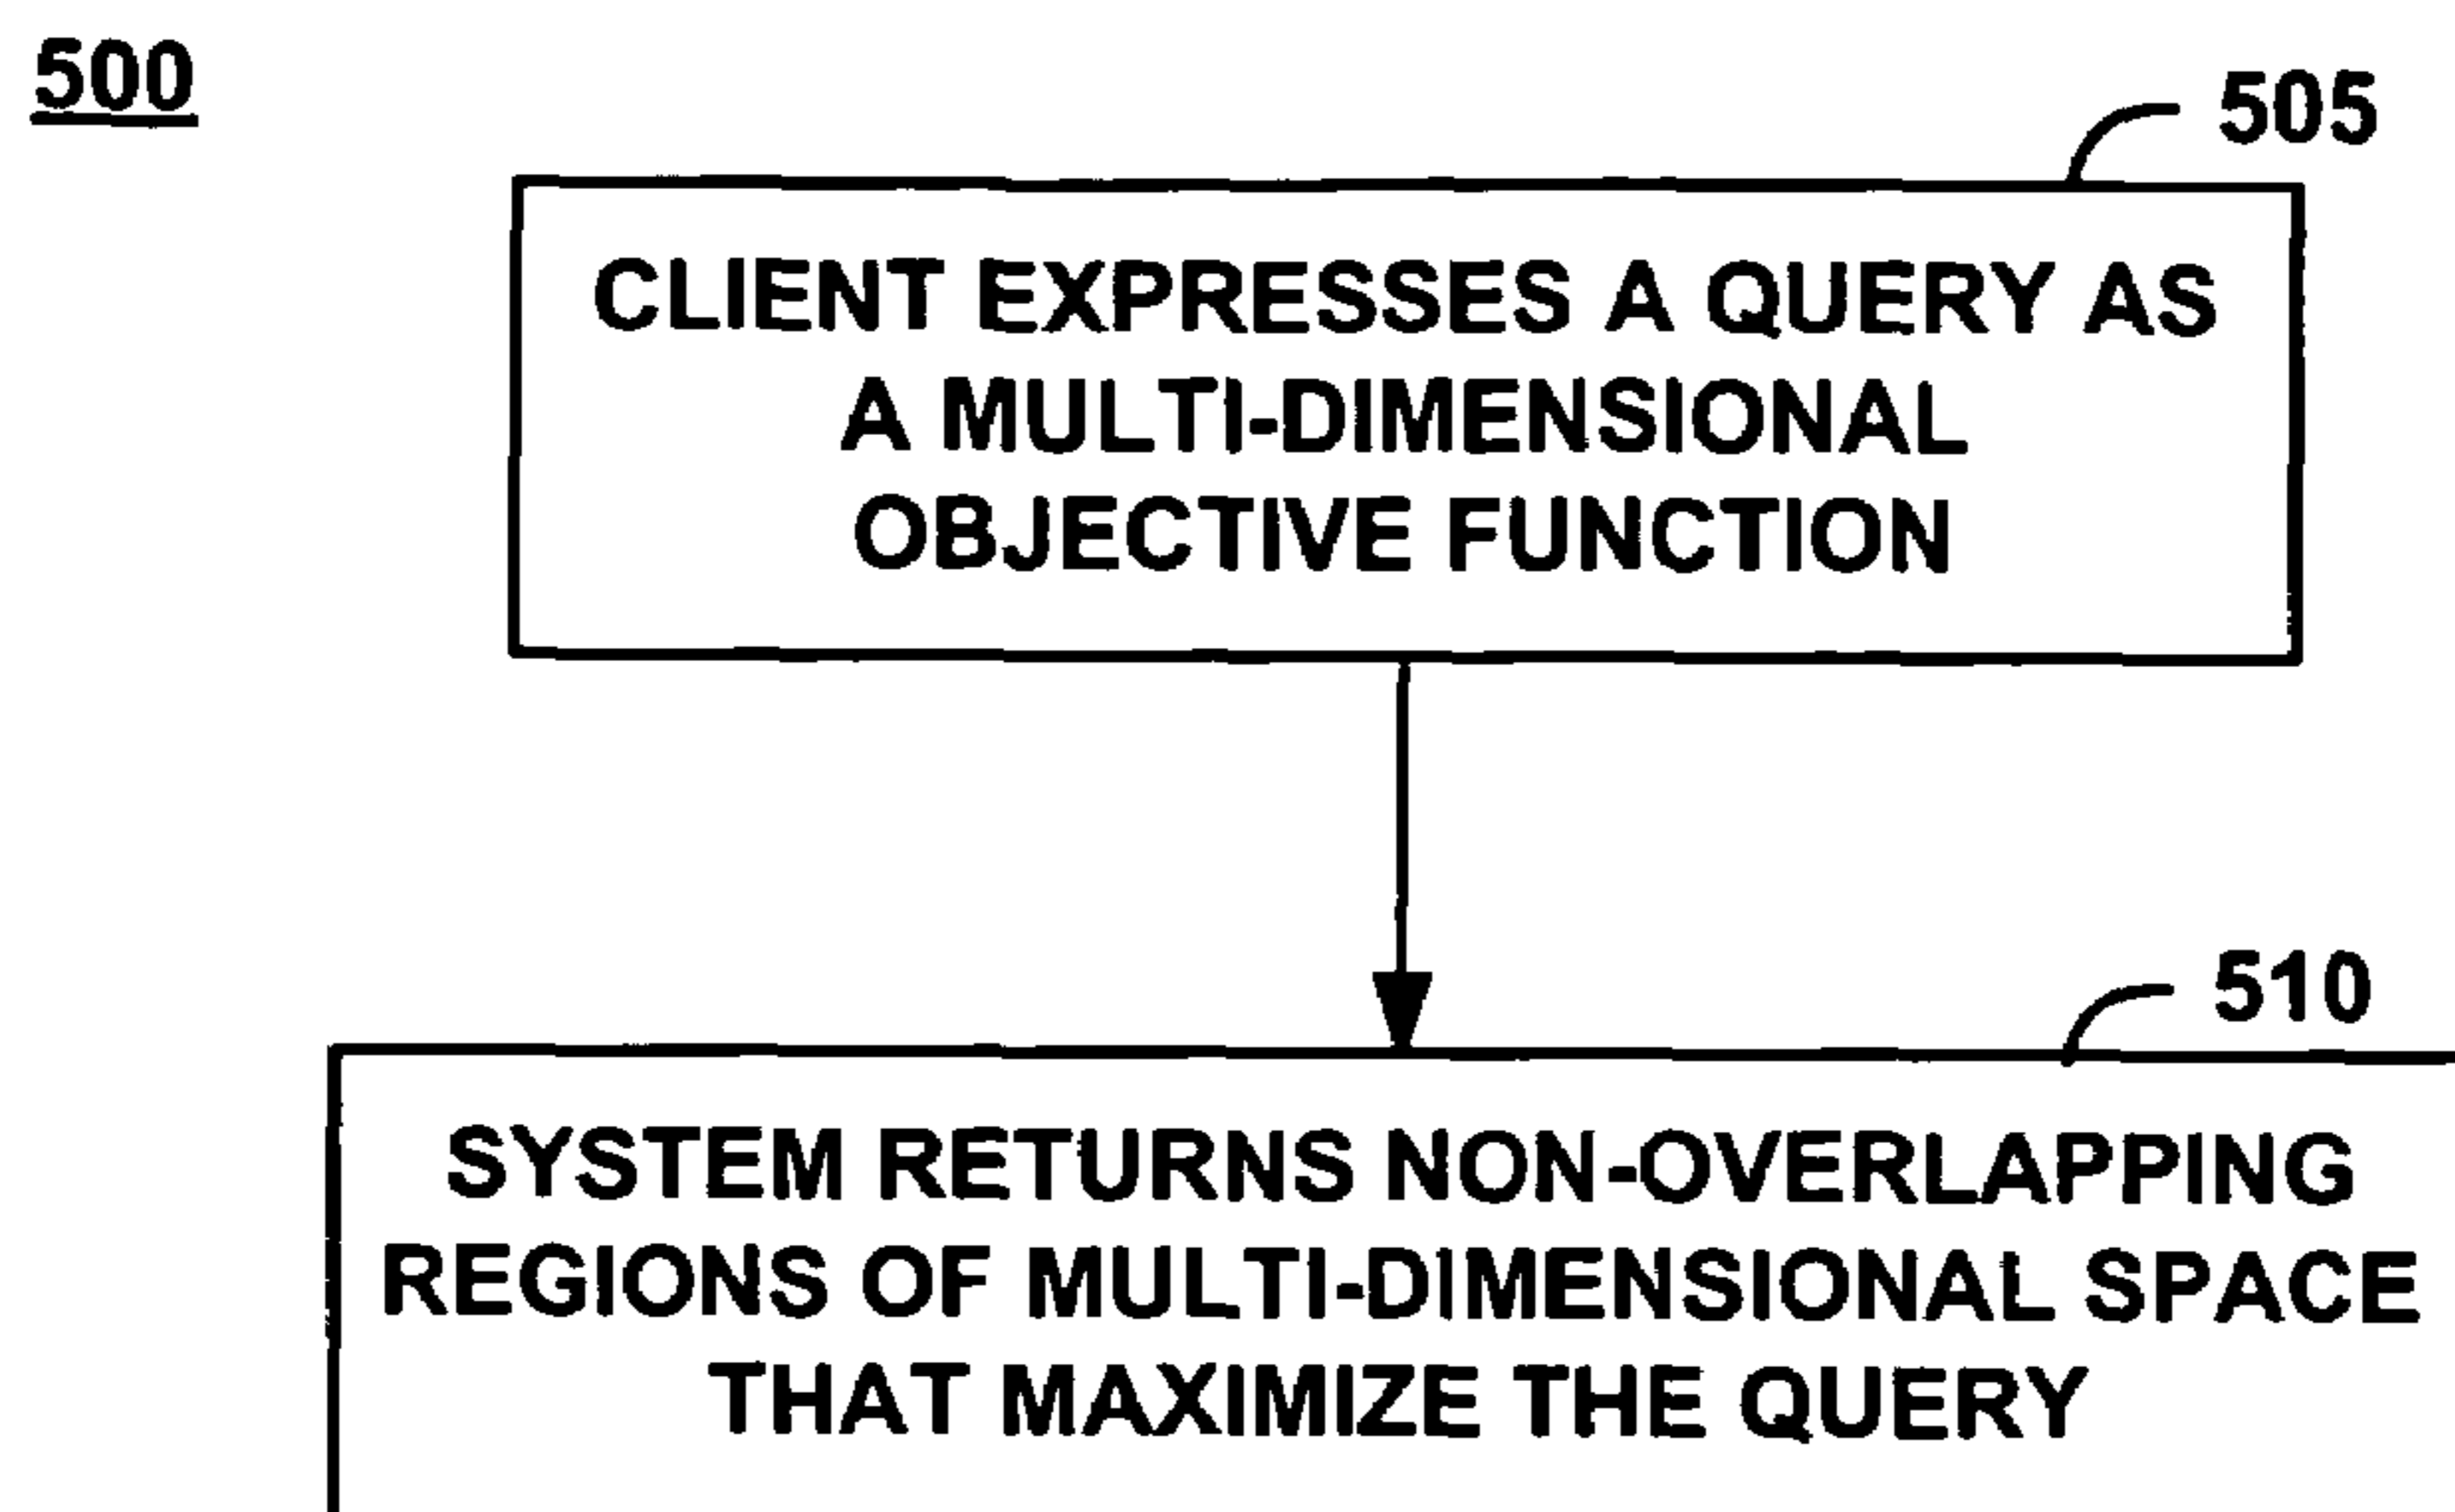 500
505
CLIENT EXPRESSES A QUERY AS
A MULTI-DIMENSIONAL
OBJECTIVE FUNCTION
510
SYSTEM RETURNS NON-OVERLAPPING
REGIONS OF MULTI-DIMENSIONAL SPACE
THAT MAXIMIZE THE QUERY